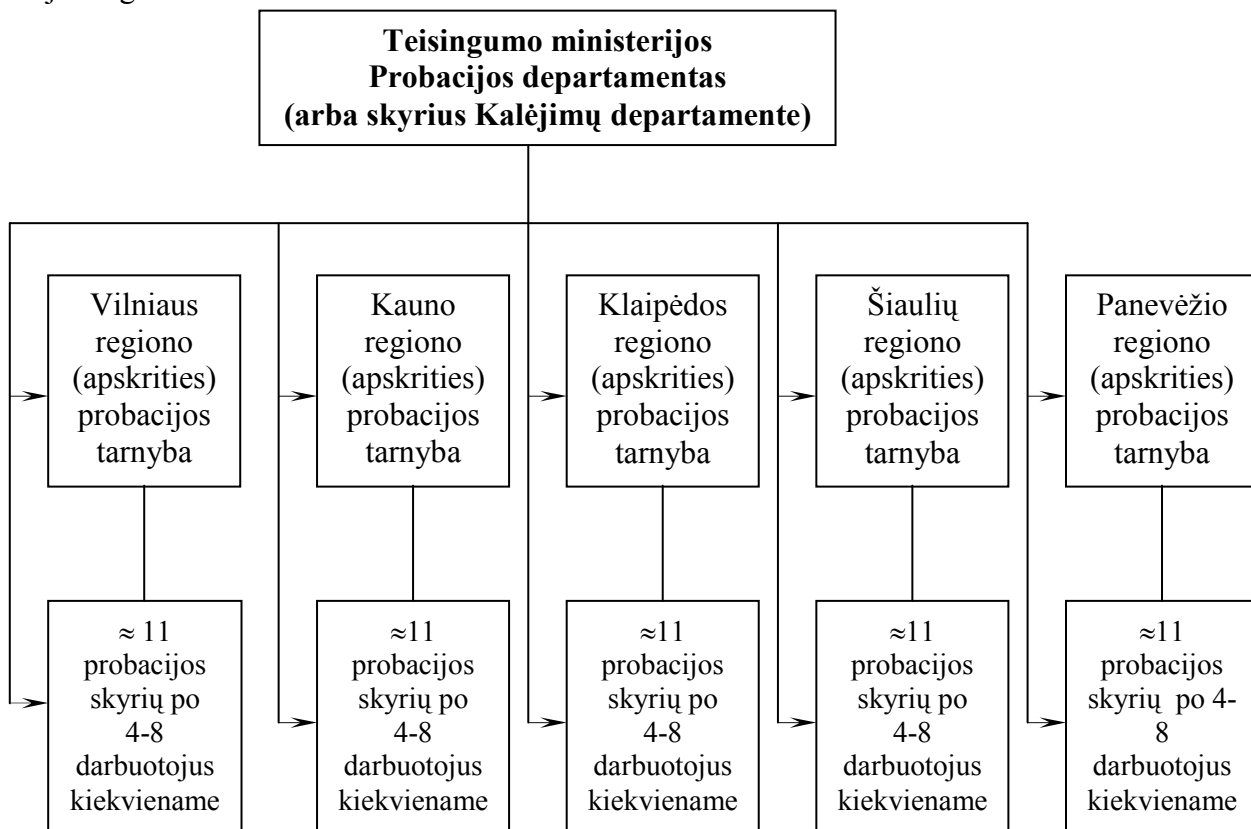 Teisingumo ministerijos
Probacijos departamentas
(arba skyrius Kalėjimų departamente)
Vilniaus
regiono
(apskrities)
probacijos
tarnyba
Kauno
regiono
(apskrities)
probacijos
tarnyba
Klaipėdos
regiono
(apskrities)
probacijos
tarnyba
Šiaulių
regiono
(apskrities)
probacijos
tarnyba
Panevėžio
regiono
(apskrities)
probacijos
tarnyba
≈ 11
probacijos
skyrių po
4-8
darbuotojus
kiekviename
≈11
probacijos
skyrių po
4-8
darbuotojus
kiekviename
≈11
probacijos
skyrių po
4-8
darbuotojus
kiekviename
≈11
probacijos
skyrių po
4-8
darbuotojus
kiekviename
≈11
probacijos
skyrių po 4-
8
darbuotojus
kiekviename